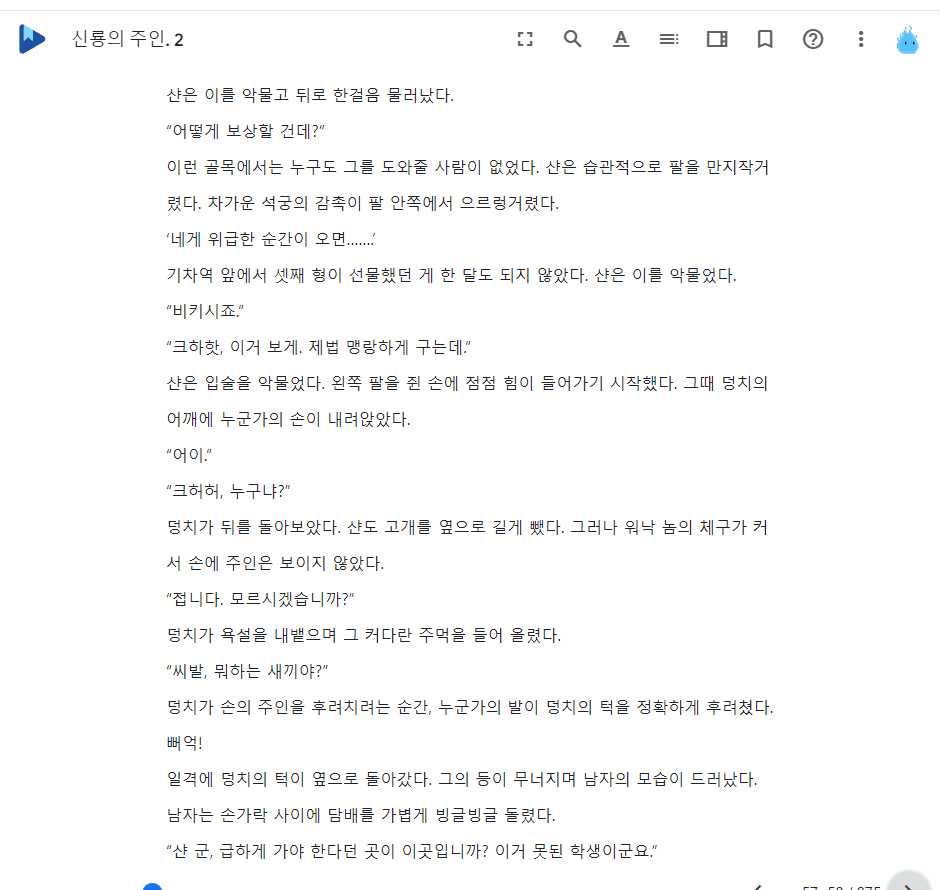 신룡의 주인. 2
샨은 이를 악물고 뒤로 한걸음 물러났다.
“어떻게 보상할 건데?”
이런 골목에서는 누구도 그를 도와줄 사람이 없었다. 샨은 습관적으로 팔을 만지작거
렸다. 차가운 석궁의 감촉이 팔 안쪽에서 으르렁거렸다.
‘네게 위급한 순간이 오면…….’
기차역 앞에서 셋째 형이 선물했던 게 한 달도 되지 않았다. 샨은 이를 악물었다.
“비키시죠.”
“크하핫, 이거 보게. 제법 맹랑하게 구는데.”
샨은 입술을 악물었다. 왼쪽 팔을 쥔 손에 점점 힘이 들어가기 시작했다. 그때 덩치의
어깨에 누군가의 손이 내려앉았다.
“어이.”
“크허허, 누구냐?”
덩치가 뒤를 돌아보았다. 샨도 고개를 옆으로 길게 뺐다. 그러나 워낙 놈의 체구가 커
서 손에 주인은 보이지 않았다.
“접니다. 모르시겠습니까?”
덩치가 욕설을 내뱉으며 그 커다란 주먹을 들어 올렸다.
“씨발, 뭐하는 새끼야?”
덩치가 손의 주인을 후려치려는 순간, 누군가의 발이 덩치의 턱을 정확하게 후려쳤다.
뻐억!
일격에 덩치의 턱이 옆으로 돌아갔다. 그의 등이 무너지며 남자의 모습이 드러났다.
남자는 손가락 사이에 담배를 가볍게 빙글빙글 돌렸다.
“샨 군, 급하게 가야 한다던 곳이 이곳입니까? 이거 못된 학생이군요.”